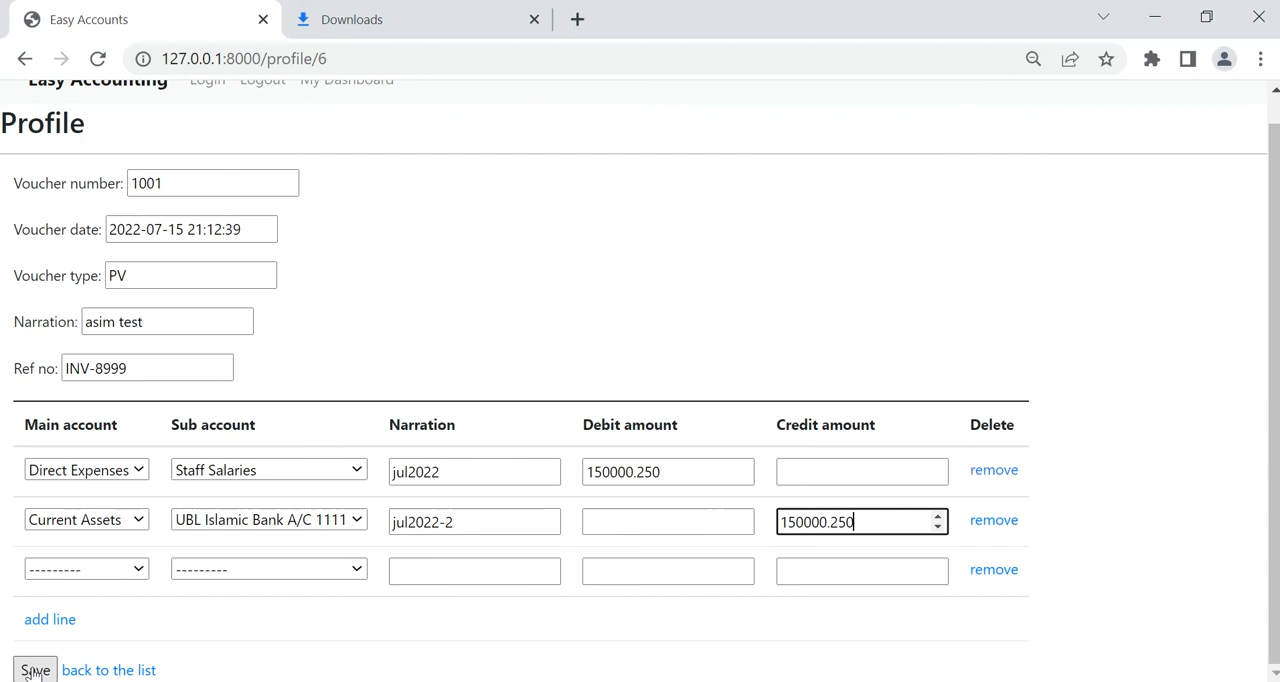 Easy Accounts
Downloads
127.0.0.1:8000/profile/6
Easy Accounting Login Logout My Dashboard
Profile
Voucher number: 1001
Voucher date: 2022-07-15 21:12:39
Voucher type: PV
Narration: asim test
Ref no: INV-8999
Main account Sub account Narration Debit amount Credit amount Delete
Direct Expenses Staff Salaries jul2022 150000.250 remove
Current Assets UBL Islamic Bank A/C 1111 jul2022-2 150000.250 remove
--------- --------- remove
add line
Save back to the list